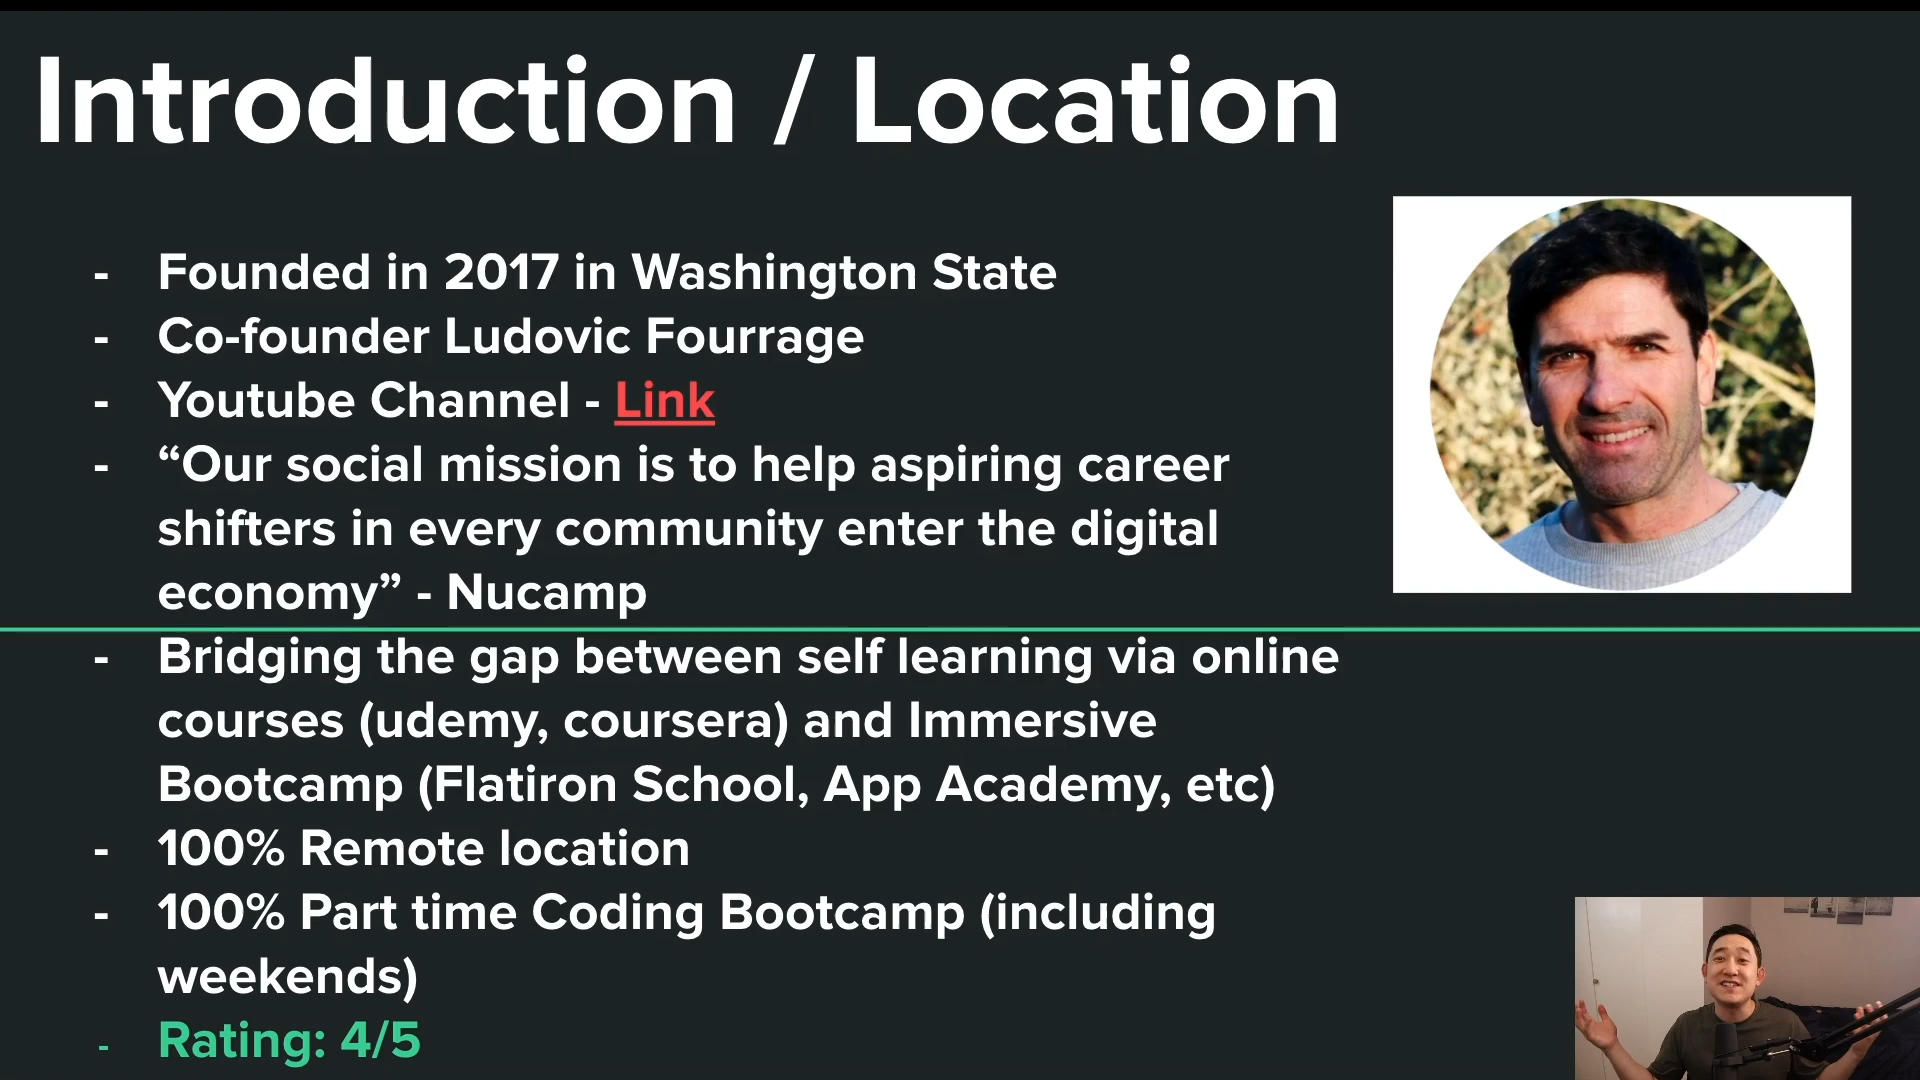 Introduction / Location
- Founded in 2017 in Washington State
- Co-founder Ludovic Fourrage
- Youtube Channel - Link
- “Our social mission is to help aspiring career
shifters in every community enter the digital
economy” - Nucamp
- Bridging the gap between self learning via online
courses (udemy, coursera) and Immersive
Bootcamp (Flatiron School, App Academy, etc)
- 100% Remote location
- 100% Part time Coding Bootcamp (including
weekends)
- Rating: 4/5